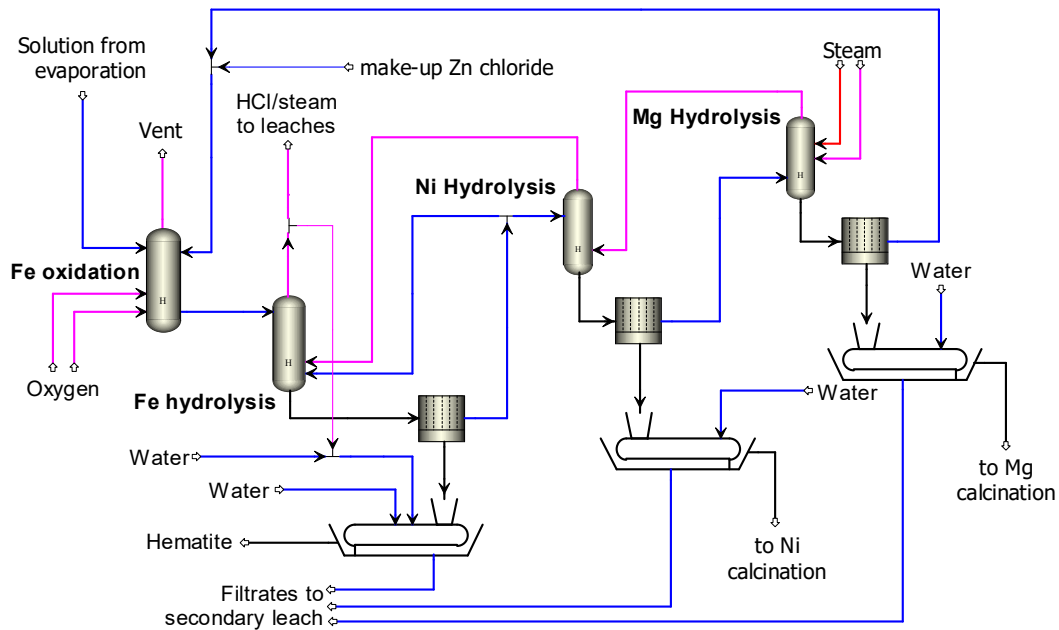 Solution from
evaporation
make-up Zn chloride
Steam
HCl/steam
to leaches
Vent
Mg Hydrolysis
Ni Hydrolysis
H
H
Fe oxidation
H
Water
H
Oxygen
Fe hydrolysis
Water
Water
Water
to Mg
calcination
Hematite
to Ni
calcination
Filtrates to
secondary leach